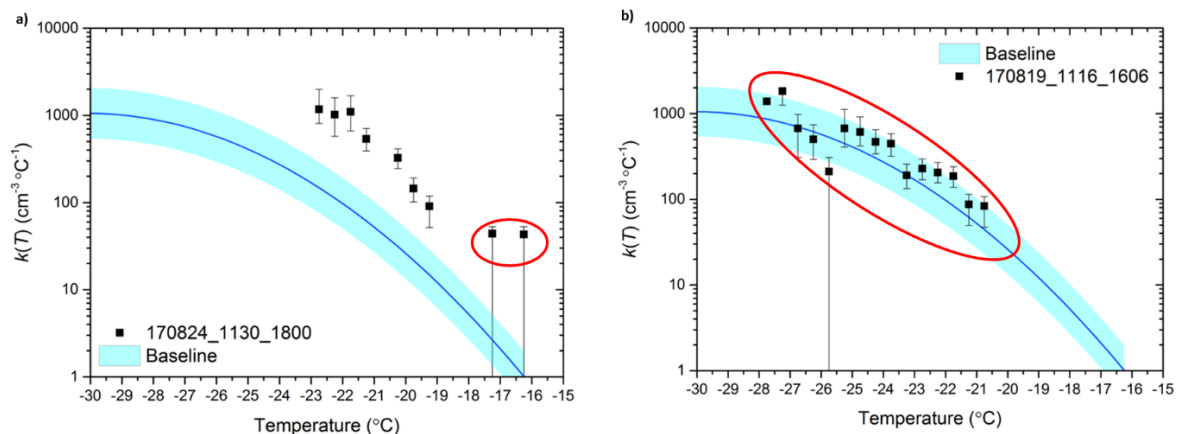 a)
10000
1000
100
10
1
k(T) (cm⁻³ °C⁻¹)
170824_1130_1800
Baseline
-30 -29 -28 -27 -26 -25 -24 -23 -22 -21 -20 -19 -18 -17 -16 -15
Temperature (°C)
b)
10000
1000
100
10
1
k(T) (cm⁻³ °C⁻¹)
Baseline
170819_1116_1606
-30 -29 -28 -27 -26 -25 -24 -23 -22 -21 -20 -19 -18 -17 -16 -15
Temperature (°C)